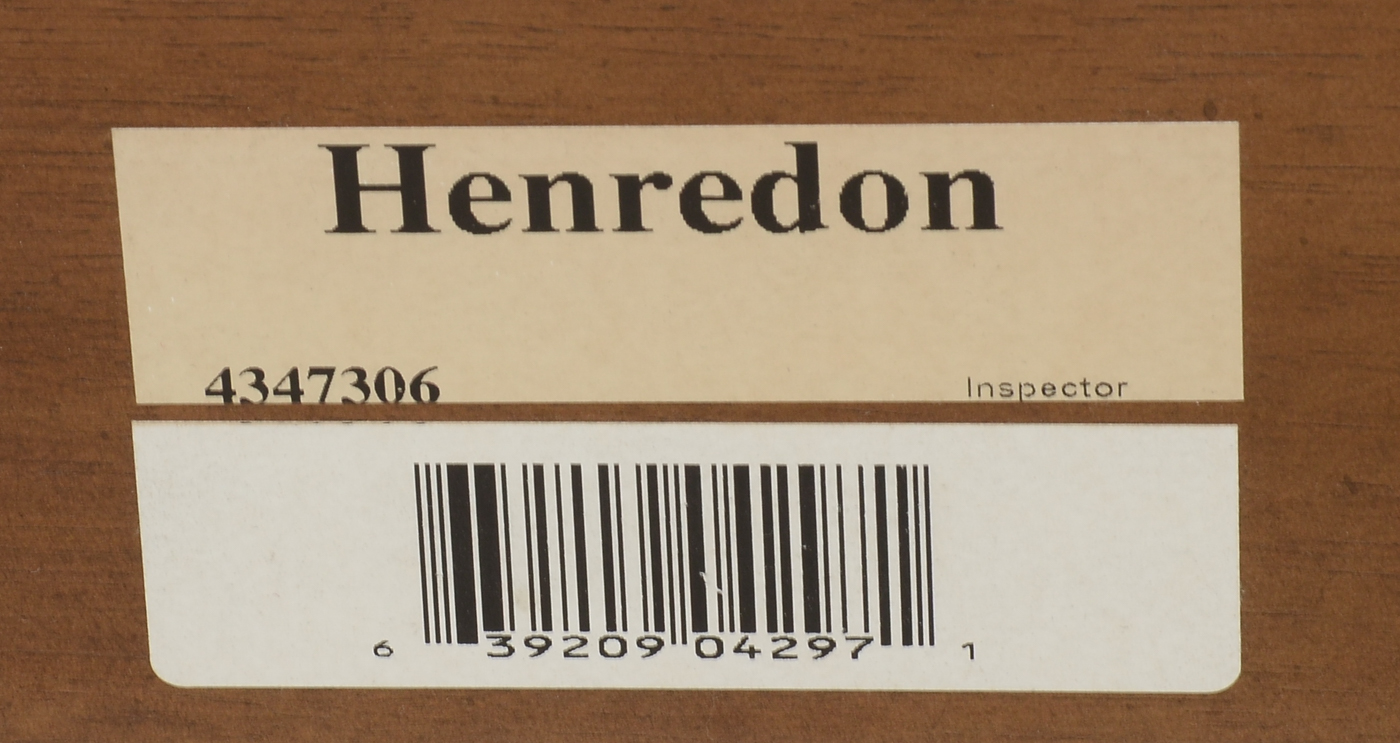 Henredon
4347306 Inspector
6 39209 04297 1